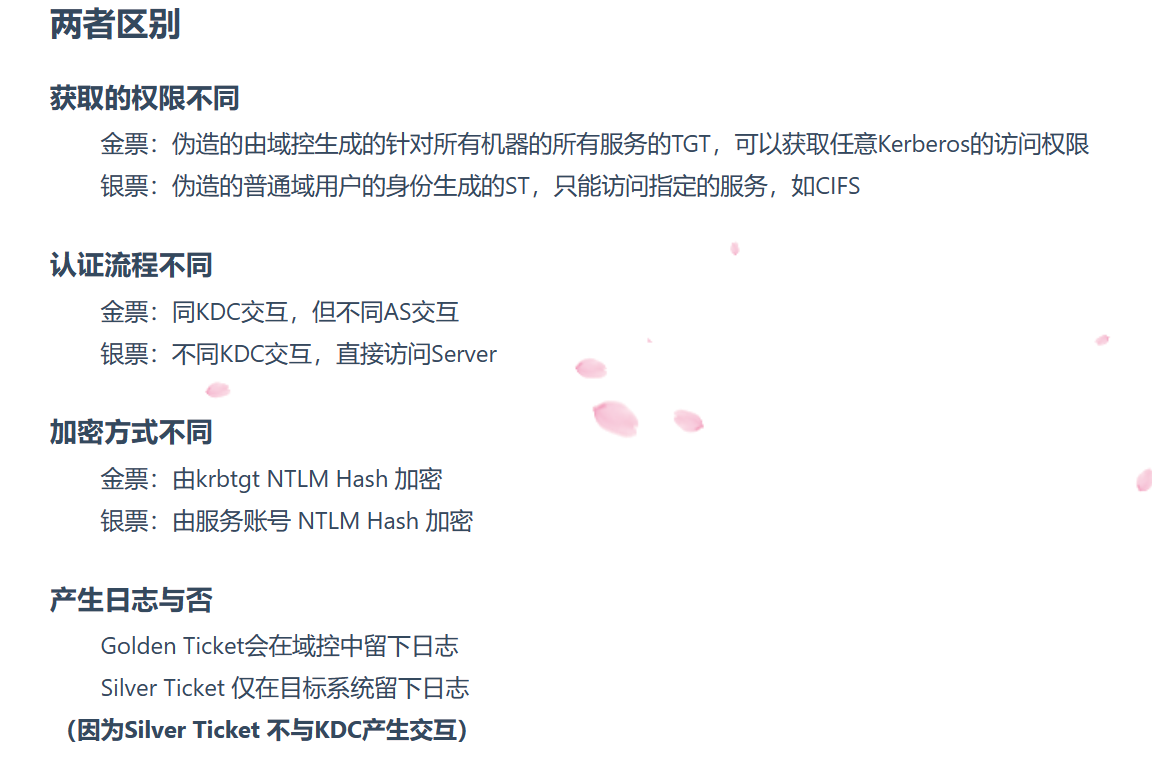 两者区别
获取的权限不同
金票：伪造的由域控生成的针对所有机器的所有服务的TGT，可以获取任意Kerberos的访问权限
银票：伪造的普通域用户的身份生成的ST，只能访问指定的服务，如CIFS
认证流程不同
金票：同KDC交互，但不同AS交互
银票：不同KDC交互，直接访问Server
加密方式不同
金票：由krbtgt NTLM Hash 加密
银票：由服务账号 NTLM Hash 加密
产生日志与否
Golden Ticket会在域控中留下日志
Silver Ticket 仅在目标系统留下日志
（因为Silver Ticket 不与KDC产生交互）